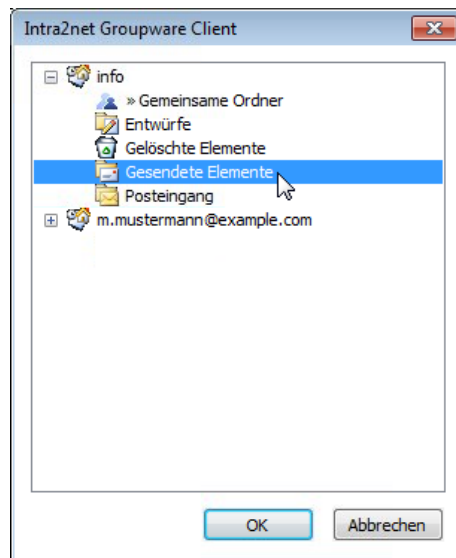 Intra2net Groupware Client
info
» Gemeinsame Ordner
Entwürfe
Gelöschte Elemente
Gesendete Elemente
Posteingang
m.mustermann@example.com
OK
Abbrechen